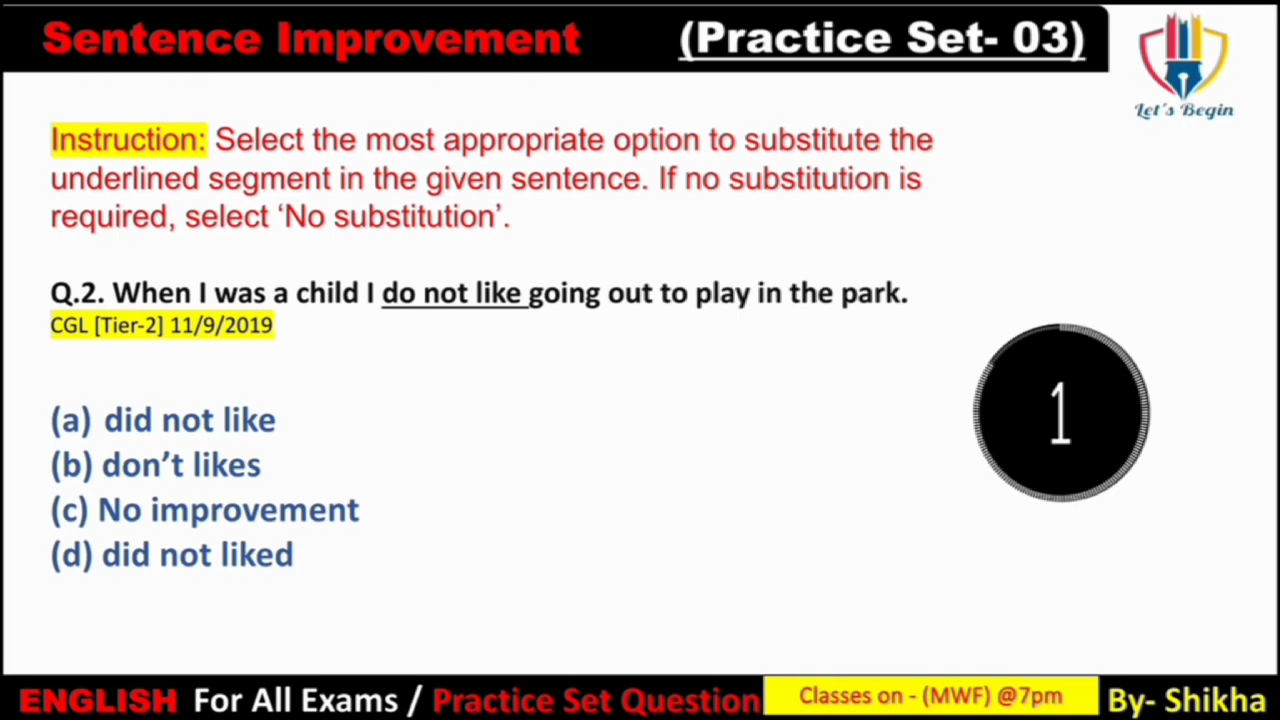 Sentence Improvement (Practice Set- 03)
Let's Begin
Instruction: Select the most appropriate option to substitute the
underlined segment in the given sentence. If no substitution is
required, select ‘No substitution’.
Q.2. When I was a child I do not like going out to play in the park.
CGL [Tier-2] 11/9/2019
1
(a) did not like
(b) don’t likes
(c) No improvement
(d) did not liked
ENGLISH For All Exams / Practice Set Question Classes on - (MWF) @7pm By- Shikha